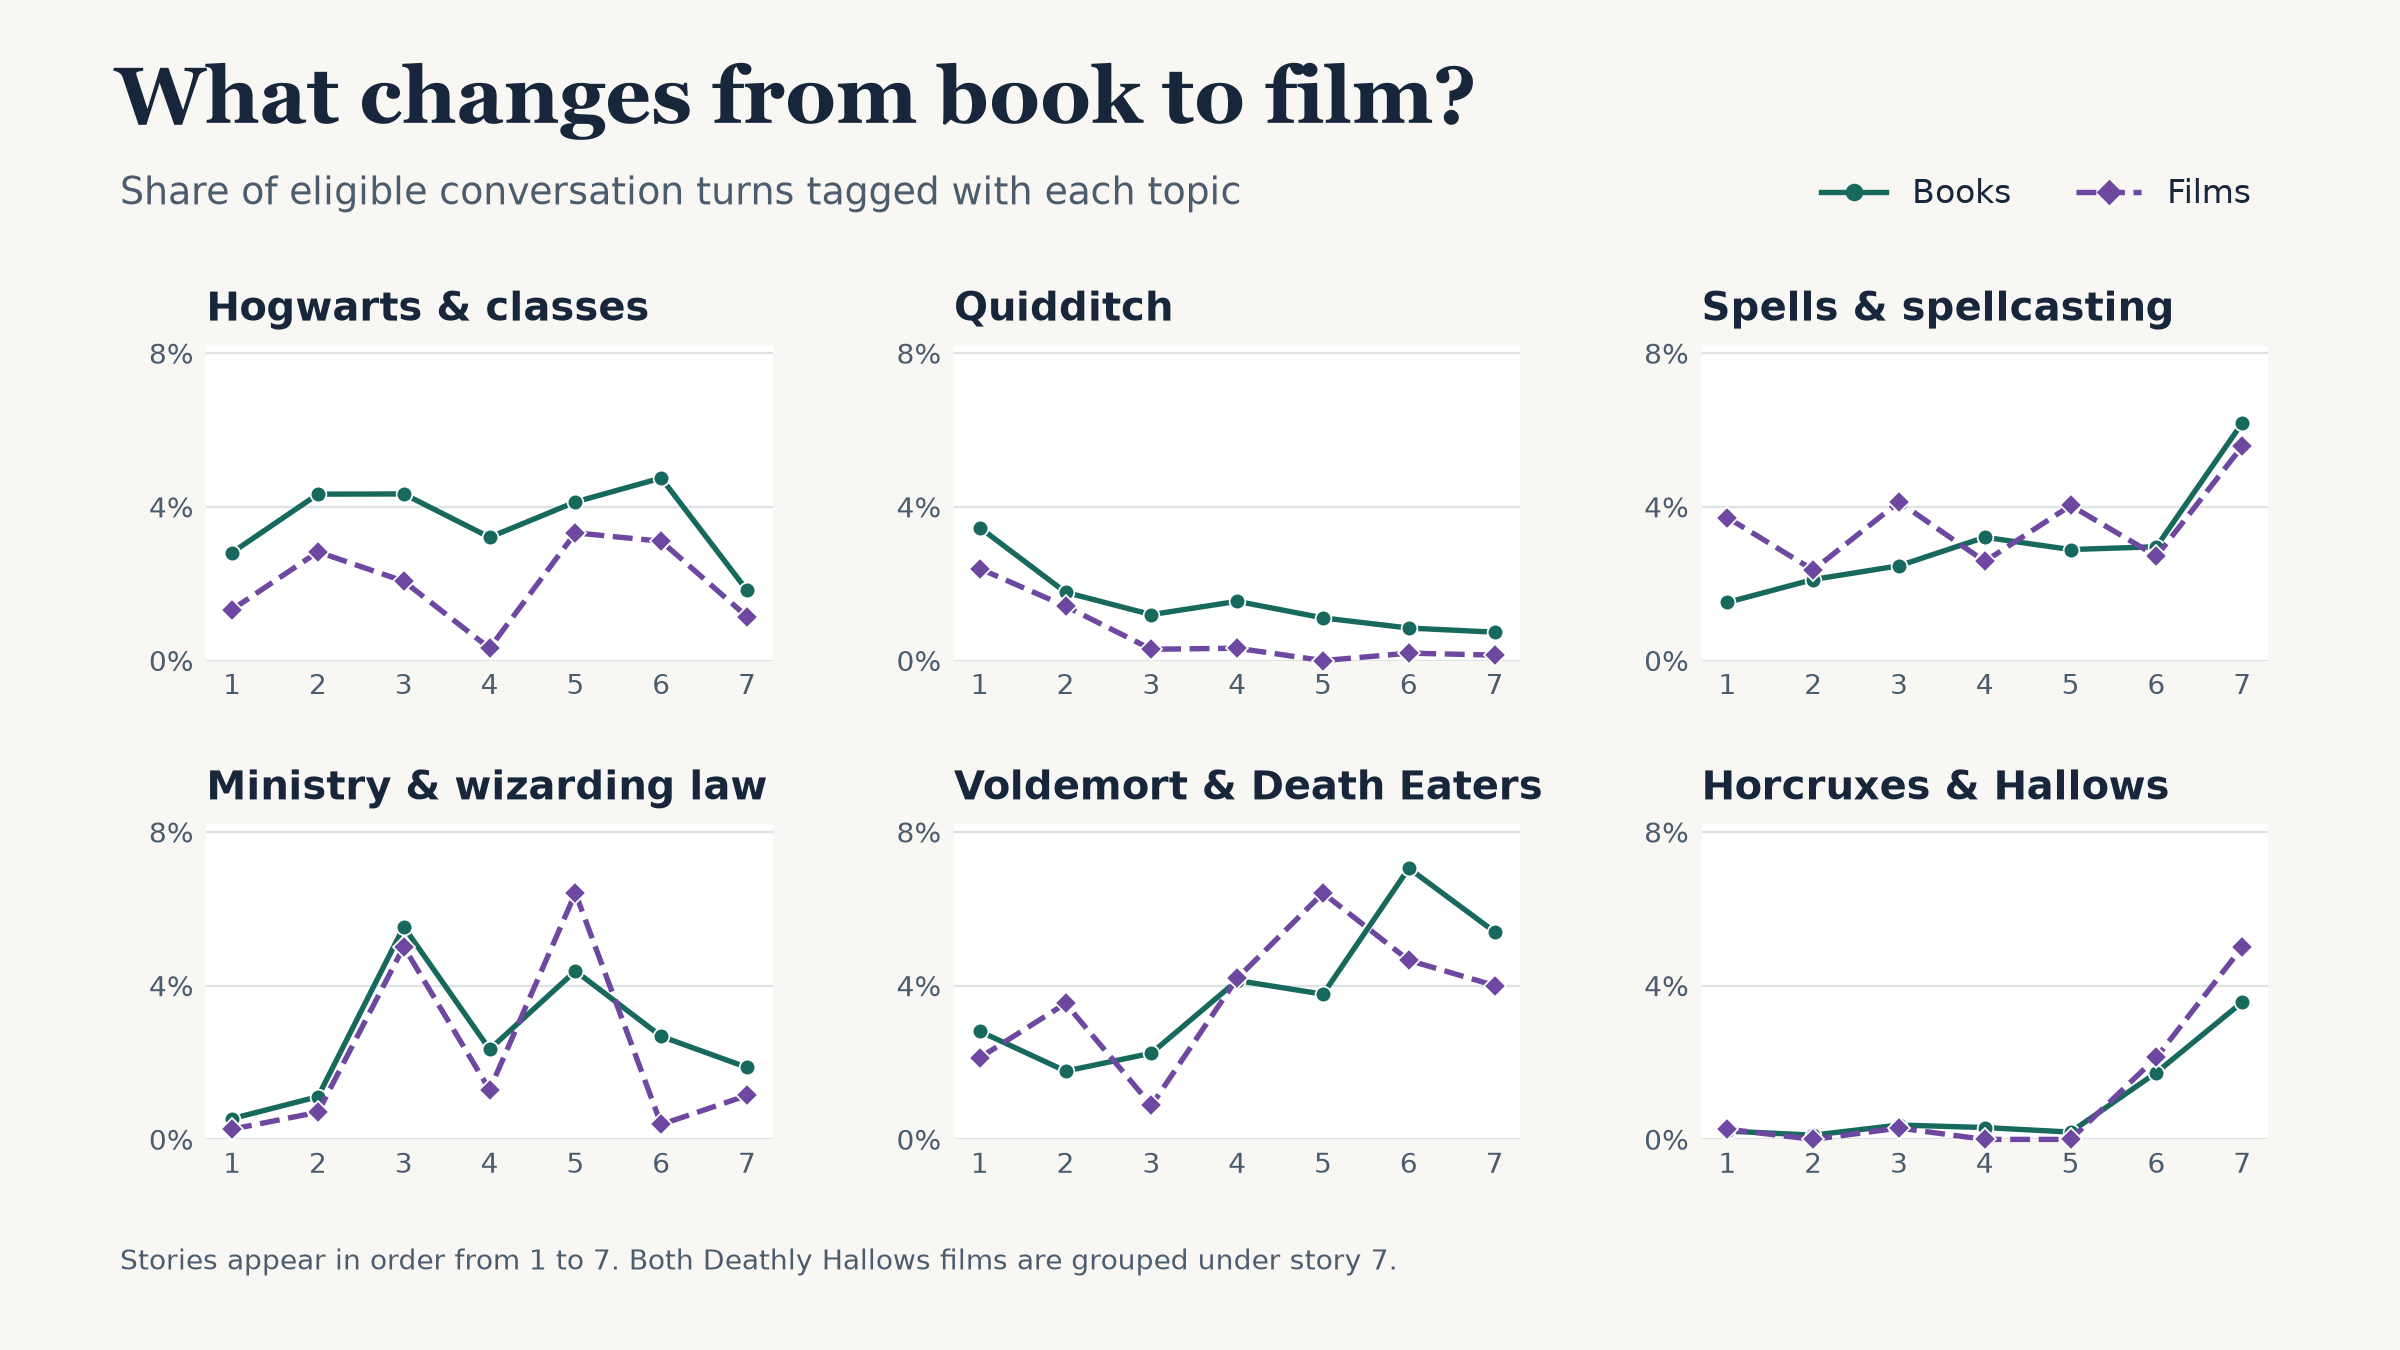 What changes from book to film?
Share of eligible conversation turns tagged with each topic
Books Films
Hogwarts & classes
8%
4%
0%
1 2 3 4 5 6 7
Quidditch
8%
4%
0%
1 2 3 4 5 6 7
Spells & spellcasting
8%
4%
0%
1 2 3 4 5 6 7
Ministry & wizarding law
8%
4%
0%
1 2 3 4 5 6 7
Voldemort & Death Eaters
8%
4%
0%
1 2 3 4 5 6 7
Horcruxes & Hallows
8%
4%
0%
1 2 3 4 5 6 7
Stories appear in order from 1 to 7. Both Deathly Hallows films are grouped under story 7.